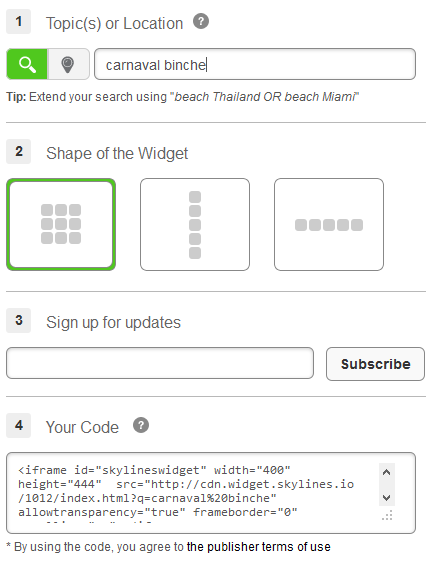 1 Topic(s) or Location ?
carnaval binche
Tip: Extend your search using "beach Thailand OR beach Miami"
2 Shape of the Widget
3 Sign up for updates
Subscribe
4 Your Code ?
<iframe id="skylineswidget" width="400"
height="444"  src="http://cdn.widget.skylines.io
/1012/index.html?q=carnaval%20binche"
allowtransparency="true" frameborder="0"
* By using the code, you agree to the publisher terms of use